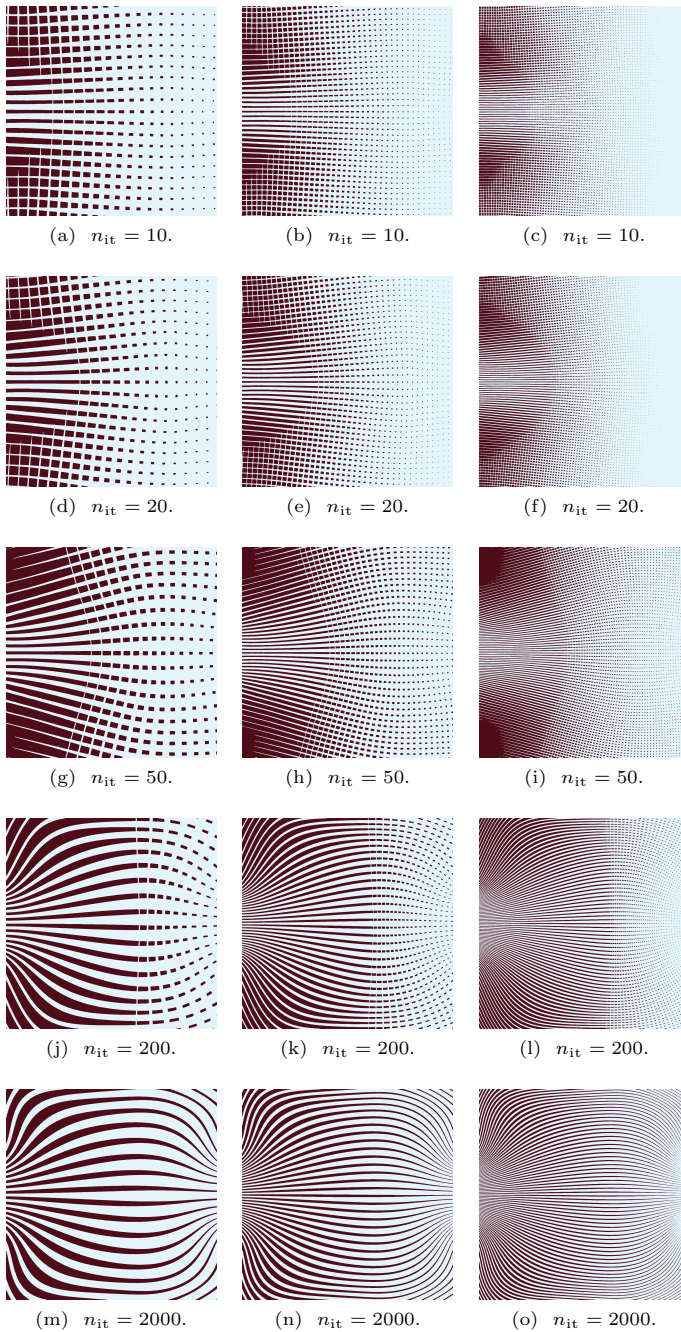 (a) n_it = 10.
(b) n_it = 10.
(c) n_it = 10.
(d) n_it = 20.
(e) n_it = 20.
(f) n_it = 20.
(g) n_it = 50.
(h) n_it = 50.
(i) n_it = 50.
(j) n_it = 200.
(k) n_it = 200.
(l) n_it = 200.
(m) n_it = 2000.
(n) n_it = 2000.
(o) n_it = 2000.